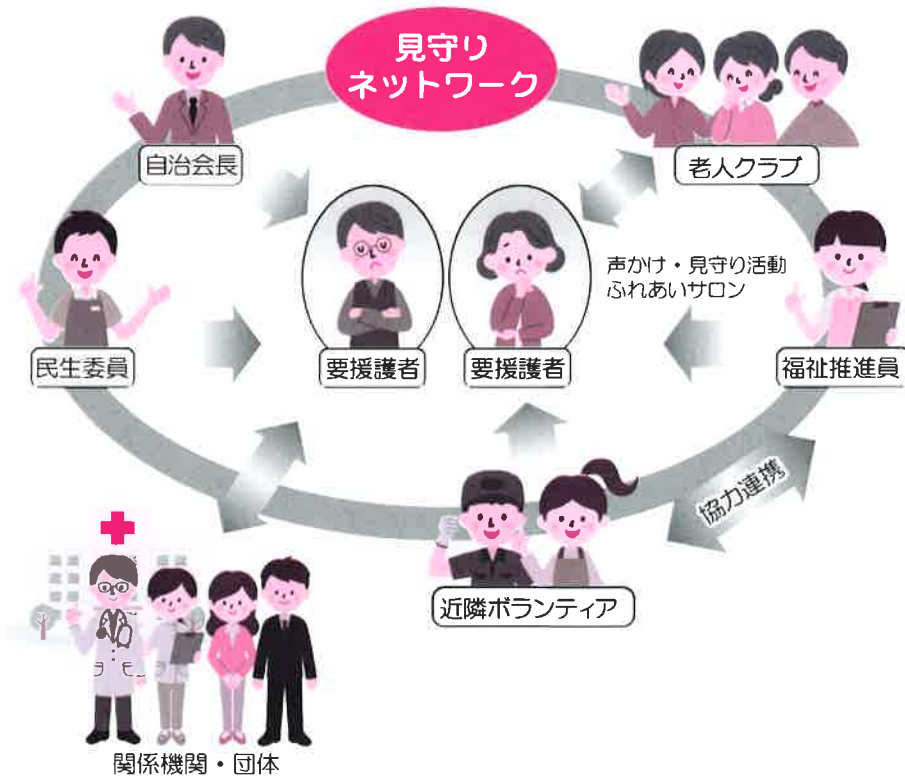 見守り
ネットワーク
自治会長
老人クラブ
声かけ・見守り活動
ふれあいサロン
民生委員
要援護者
要援護者
福祉推進員
協力連携
近隣ボランティア
関係機関・団体